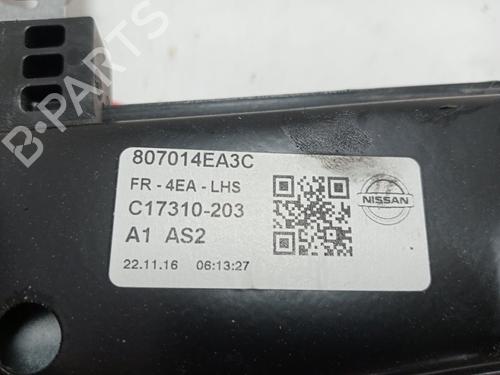 B-PARTS
807014EA3C
FR - 4EA - LHS
C17310-203
A1 AS2
22.11.16 06:13:27
NISSAN